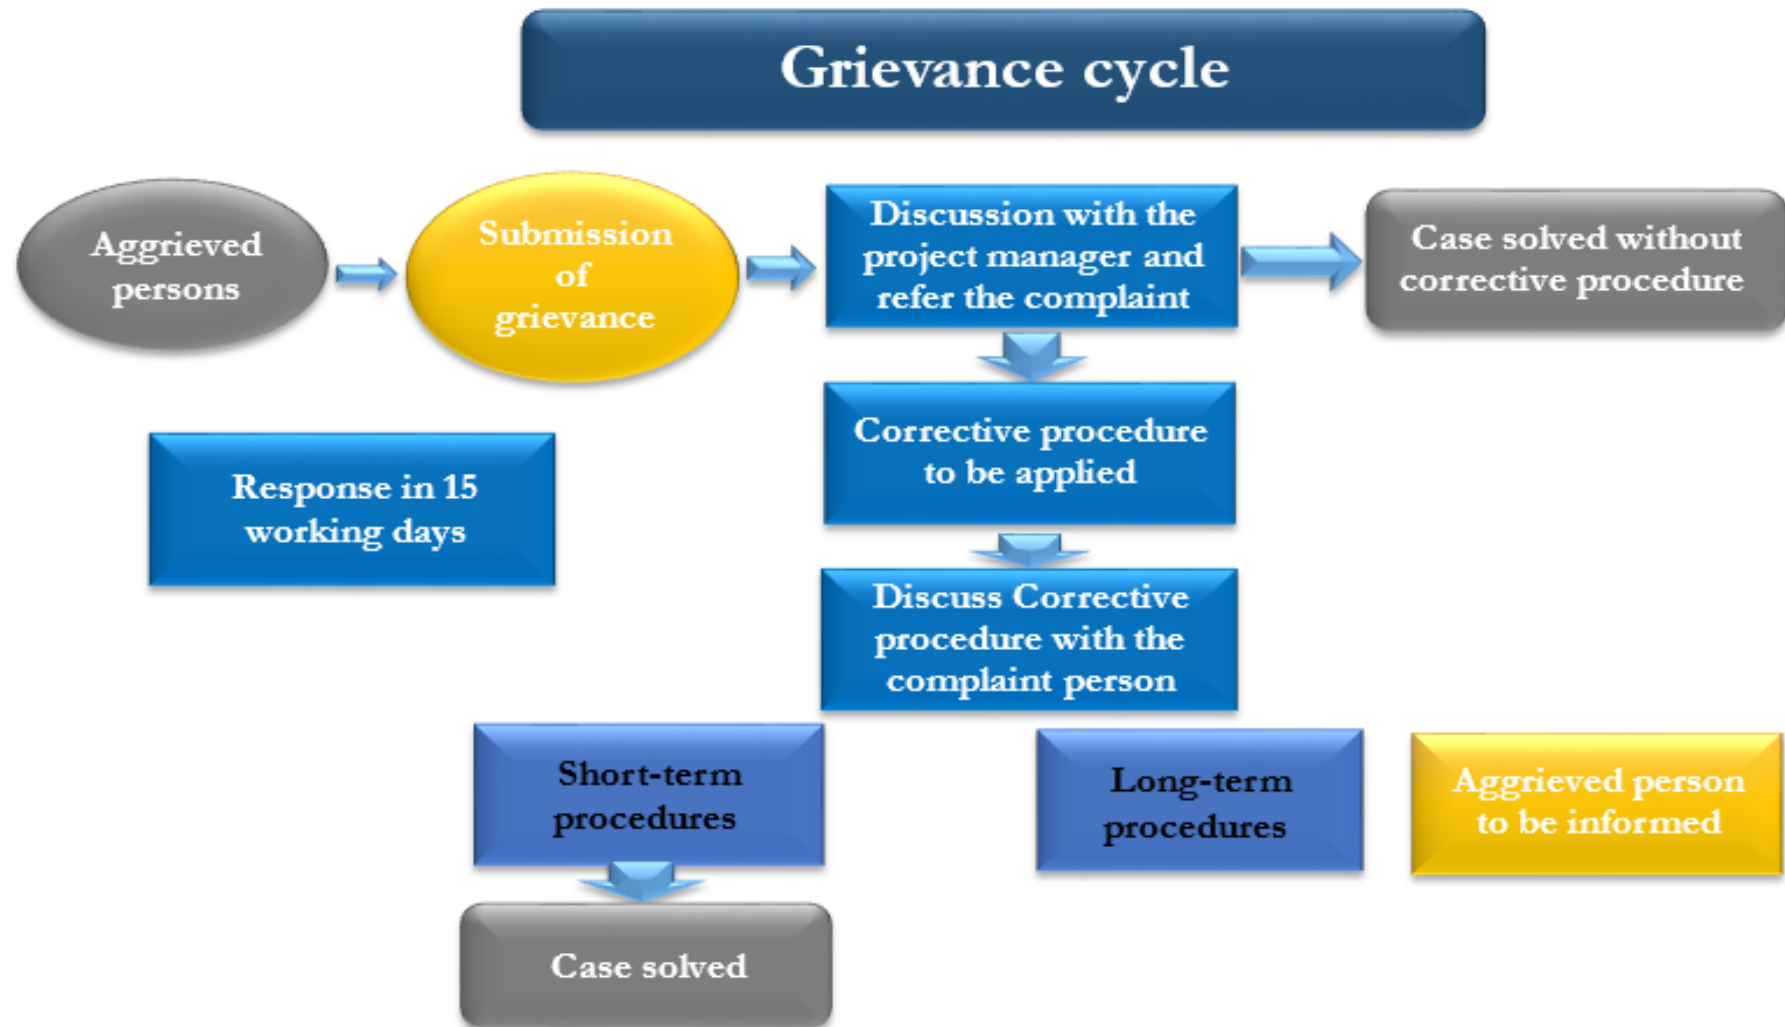 Grievance cycle
Aggrieved
persons
Submission
of
grievance
Discussion with the
project manager and
refer the complaint
Case solved without
corrective procedure
Corrective procedure
to be applied
Response in 15
working days
Discuss Corrective
procedure with the
complaint person
Short-term
procedures
Long-term
procedures
Aggrieved person
to be informed
Case solved